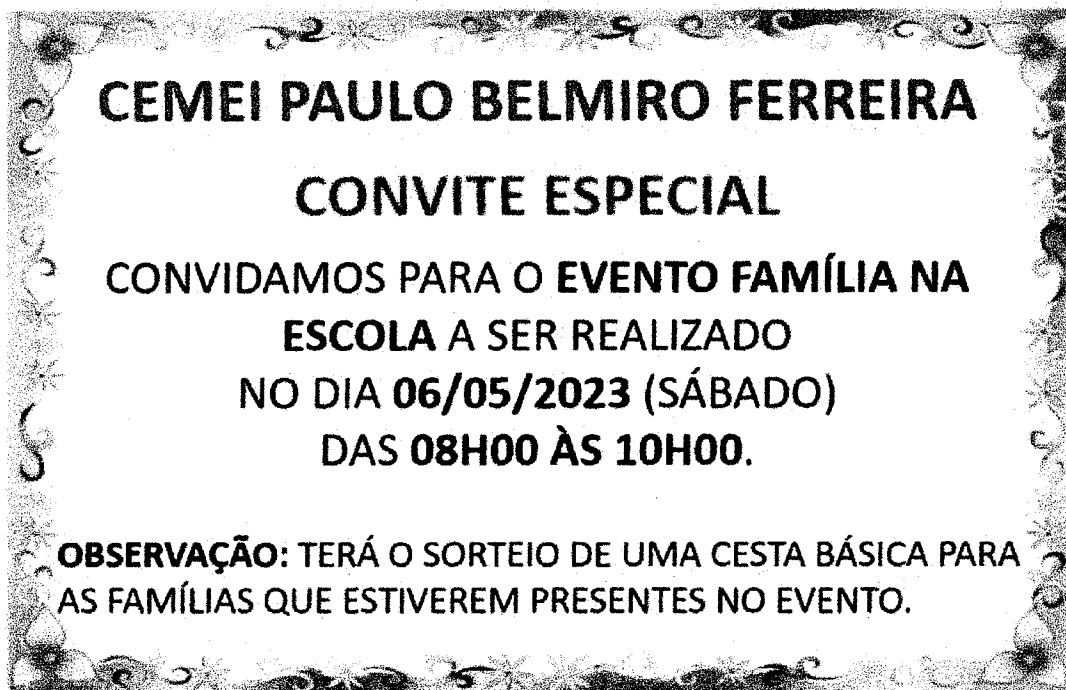 CEMEI PAULO BELMIRO FERREIRA
CONVITE ESPECIAL
CONVIDAMOS PARA O EVENTO FAMÍLIA NA
ESCOLA A SER REALIZADO
NO DIA 06/05/2023 (SÁBADO)
DAS 08H00 ÀS 10H00.
OBSERVAÇÃO: TERÁ O SORTEIO DE UMA CESTA BÁSICA PARA
AS FAMÍLIAS QUE ESTIVEREM PRESENTES NO EVENTO.